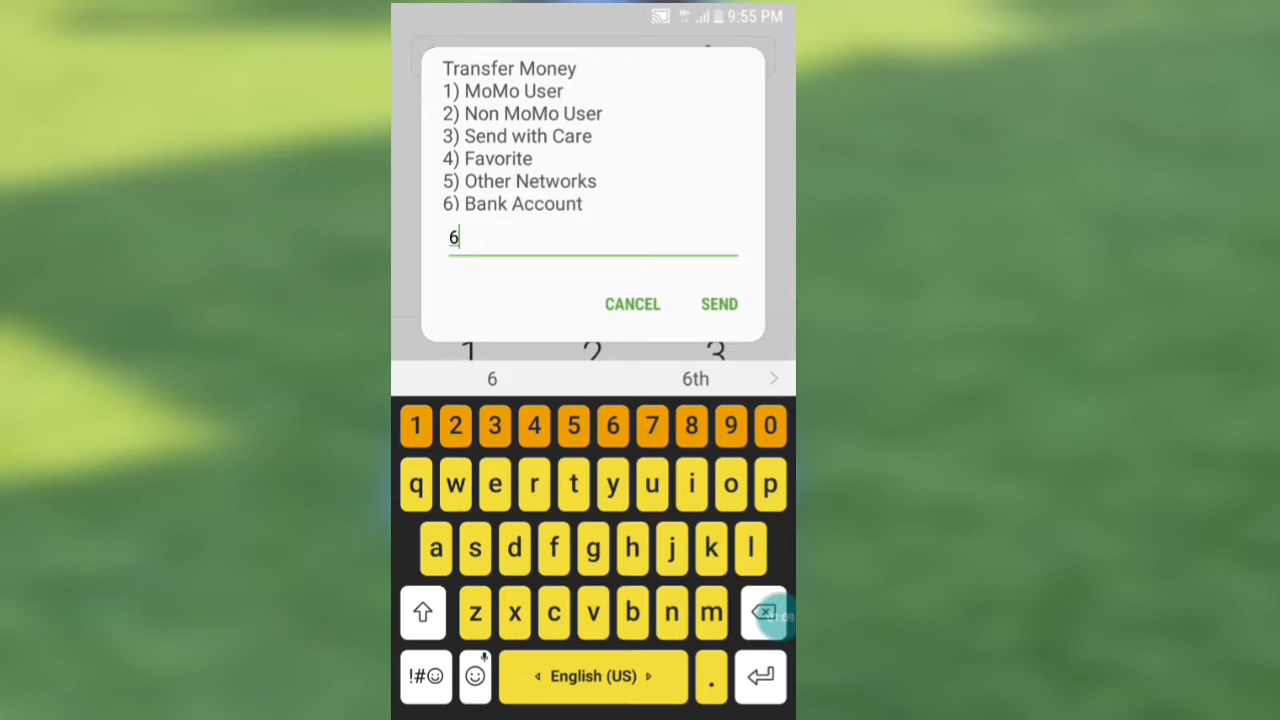 9:55 PM
Transfer Money
1) MoMo User
2) Non MoMo User
3) Send with Care
4) Favorite
5) Other Networks
6) Bank Account
6
CANCEL SEND
1 2 3
6 6th
1 2 3 4 5 6 7 8 9 0
q w e r t y u i o p
a s d f g h j k l
z x c v b n m
!#☺ English (US) .